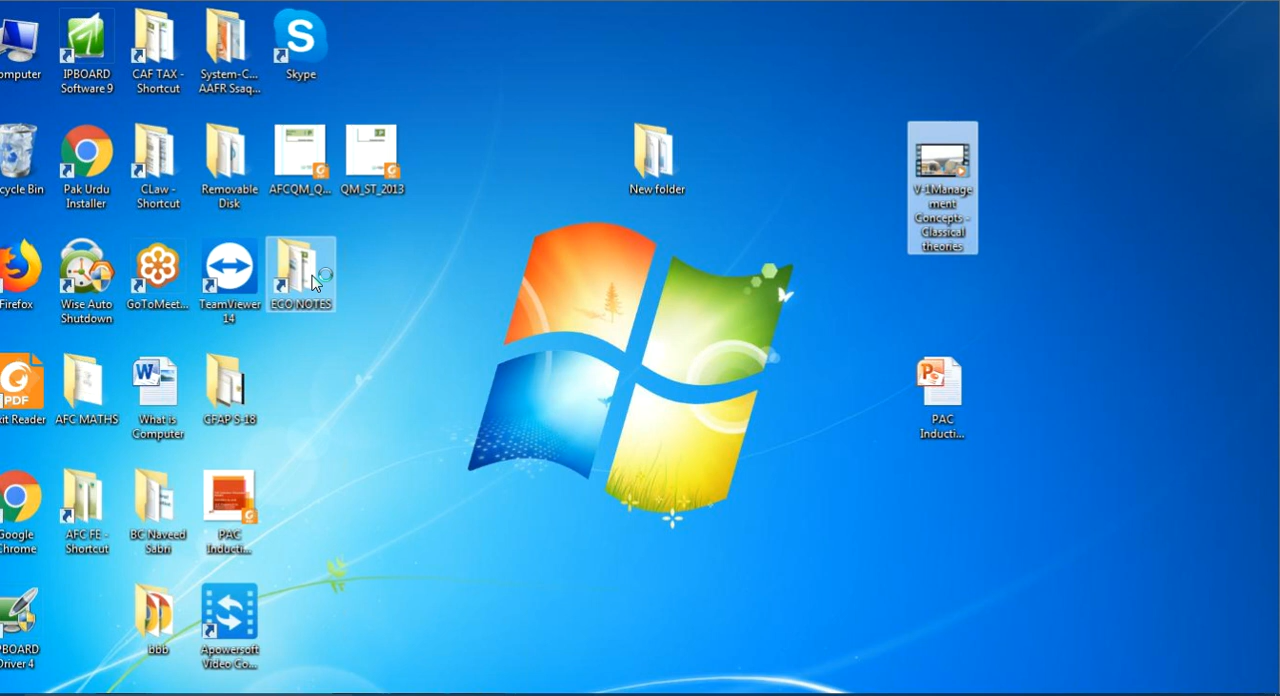 omputer
IPBOARD
Software 9
CAF TAX -
Shortcut
System-C...
AAFR Ssaq...
S
Skype
cycle Bin
Pak Urdu
Installer
CLaw -
Shortcut
Removable
Disk
AFCQM_Q...
QM_ST_2013
New folder
V-1Manage
ment
Concepts -
Classical
theories
Firefox
Wise Auto
Shutdown
GoToMeet...
TeamViewer
14
ECO NOTES
PDF
xit Reader
AFC MATHS
W
What is
Computer
CFAP S-18
P
PAC
Inducti...
Google
Chrome
AFC FE -
Shortcut
BC Naveed
Sabri
PAC
Inducti...
PBOARD
Driver 4
bbb
Apowersoft
Video Co...